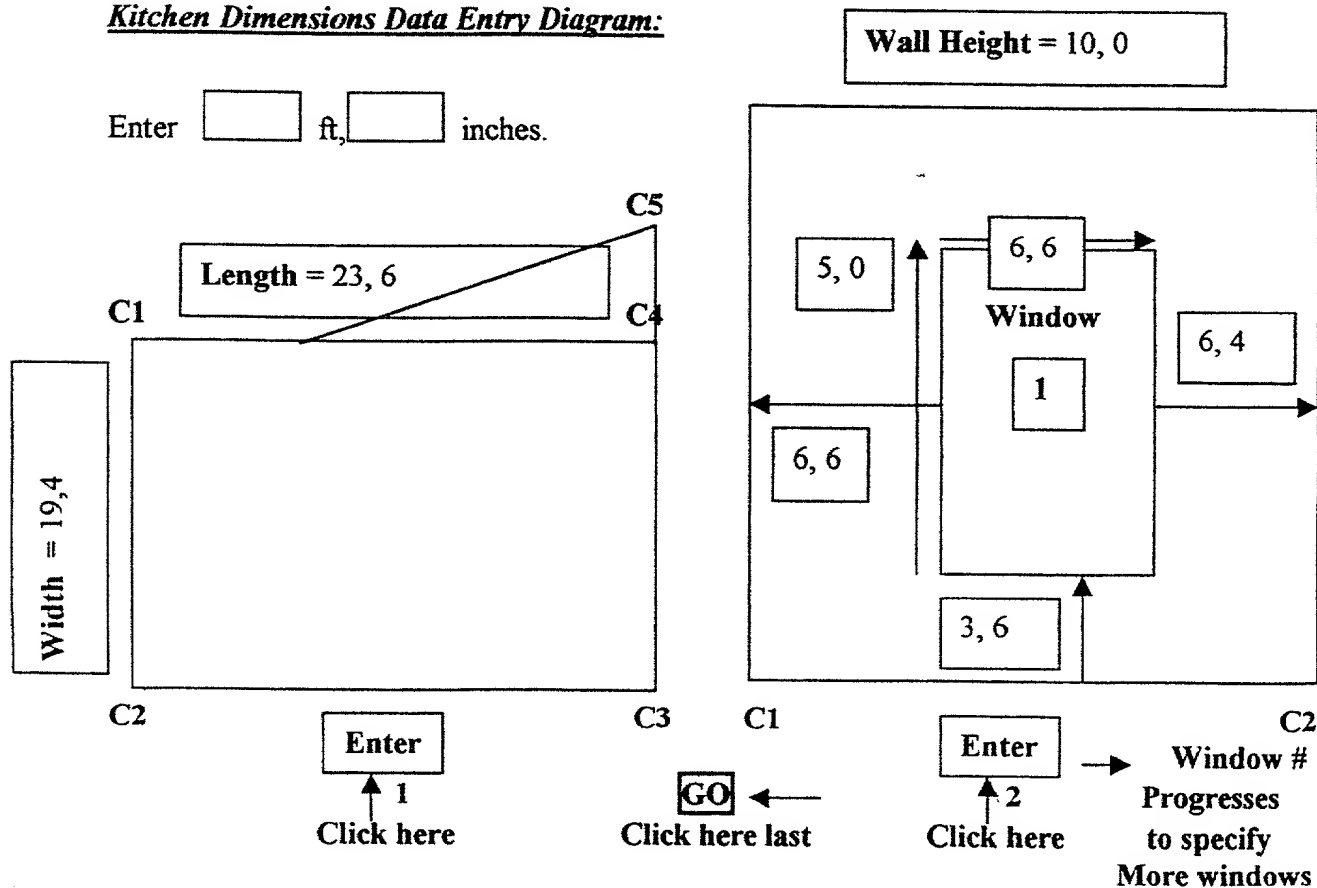 Kitchen Dimensions Data Entry Diagram:
Wall Height = 10, 0
Enter ft, inches.
C5
Length = 23, 6
C1
C4
Width = 19,4
C2
C3
5, 0
6, 6
Window
1
6, 4
6, 6
3, 6
C1
C2
Enter
1
Click here
GO
Click here last
Enter
2
Click here
Window #
Progresses
to specify
More windows